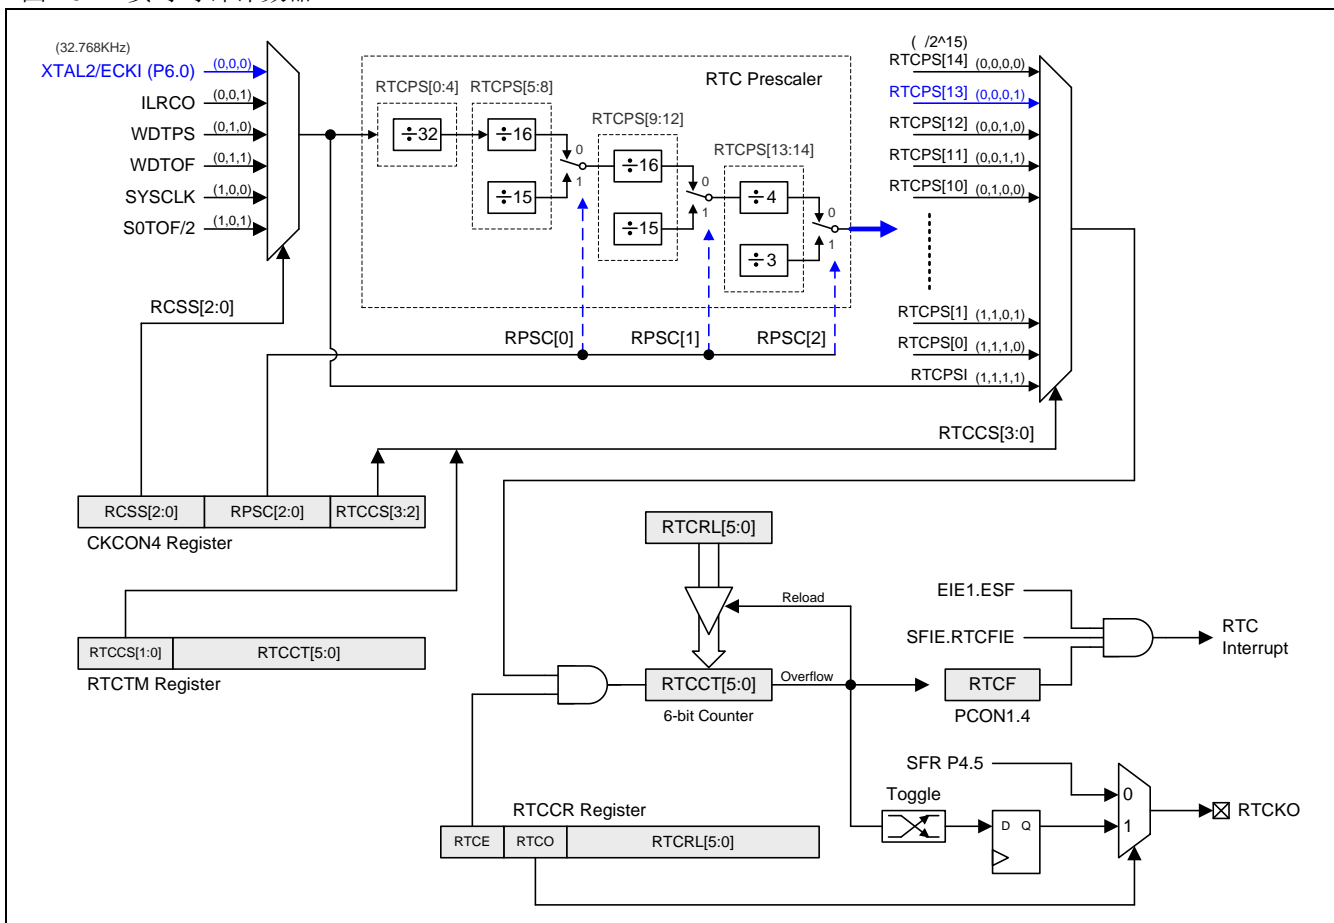 (32.768KHz)
XTAL2/ECKI (P6.0) (0,0,0)
ILRCO (0,0,1)
WDTPS (0,1,0)
WDTOF (0,1,1)
SYSCLK (1,0,0)
S0TOF/2 (1,0,1)
RCSS[2:0]
RTC Prescaler
RTCPS[0:4]
÷32
RTCPS[5:8]
÷16
÷15
0
1
RTCPS[9:12]
÷16
÷15
0
1
RTCPS[13:14]
÷4
÷3
0
1
RPSC[0]
RPSC[1]
RPSC[2]
( /2^15)
RTCPS[14] (0,0,0,0)
RTCPS[13] (0,0,0,1)
RTCPS[12] (0,0,1,0)
RTCPS[11] (0,0,1,1)
RTCPS[10] (0,1,0,0)
RTCPS[1] (1,1,0,1)
RTCPS[0] (1,1,1,0)
RTCPSI (1,1,1,1)
RTCCS[3:0]
RCSS[2:0] RPSC[2:0] RTCCS[3:2]
CKCON4 Register
RTCCS[1:0] RTCCT[5:0]
RTCTM Register
RTCRL[5:0]
Reload
RTCCT[5:0]
Overflow
6-bit Counter
EIE1.ESF
SFIE.RTCFIE
RTCF
PCON1.4
RTC
Interrupt
SFR P4.5
Toggle
D Q
0
1
RTCKO
RTCCR Register
RTCE RTCO RTCRL[5:0]